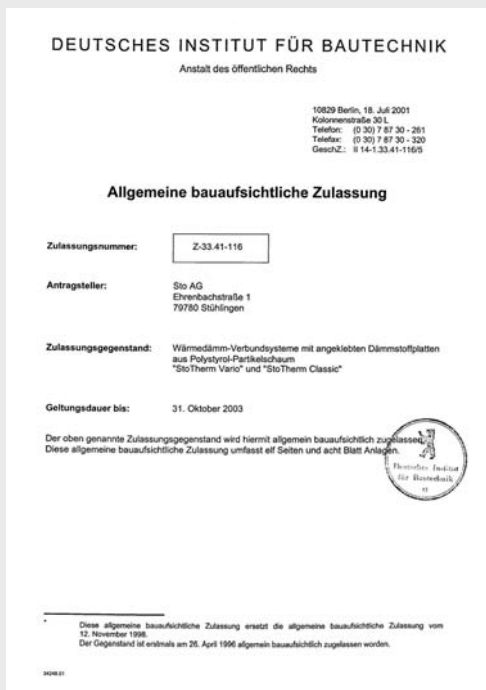 DEUTSCHES INSTITUT FÜR BAUTECHNIK
Anstalt des öffentlichen Rechts
10829 Berlin, 18. Juli 2001
Kolonnenstraße 30 L
Telefon: (0 30) 7 87 30 - 261
Telefax: (0 30) 7 87 30 - 320
GeschZ.: II 14-1.33.41-116/5
Allgemeine bauaufsichtliche Zulassung
Zulassungsnummer: Z-33.41-116
Antragsteller: Sto AG
Ehrenbachstraße 1
79780 Stühlingen
Zulassungsgegenstand: Wärmedämm-Verbundsysteme mit angeklebten Dämmstoffplatten
aus Polystyrol-Partikelschaum
"StoTherm Vario" und "StoTherm Classic"
Geltungsdauer bis: 31. Oktober 2003
Der oben genannte Zulassungsgegenstand wird hiermit allgemein bauaufsichtlich zugelassen.
Diese allgemeine bauaufsichtliche Zulassung umfasst elf Seiten und acht Blatt Anlagen.
Deutsches Institut
für Bautechnik
* Diese allgemeine bauaufsichtliche Zulassung ersetzt die allgemeine bauaufsichtliche Zulassung vom
12. November 1998.
Der Gegenstand ist erstmals am 26. April 1996 allgemein bauaufsichtlich zugelassen worden.